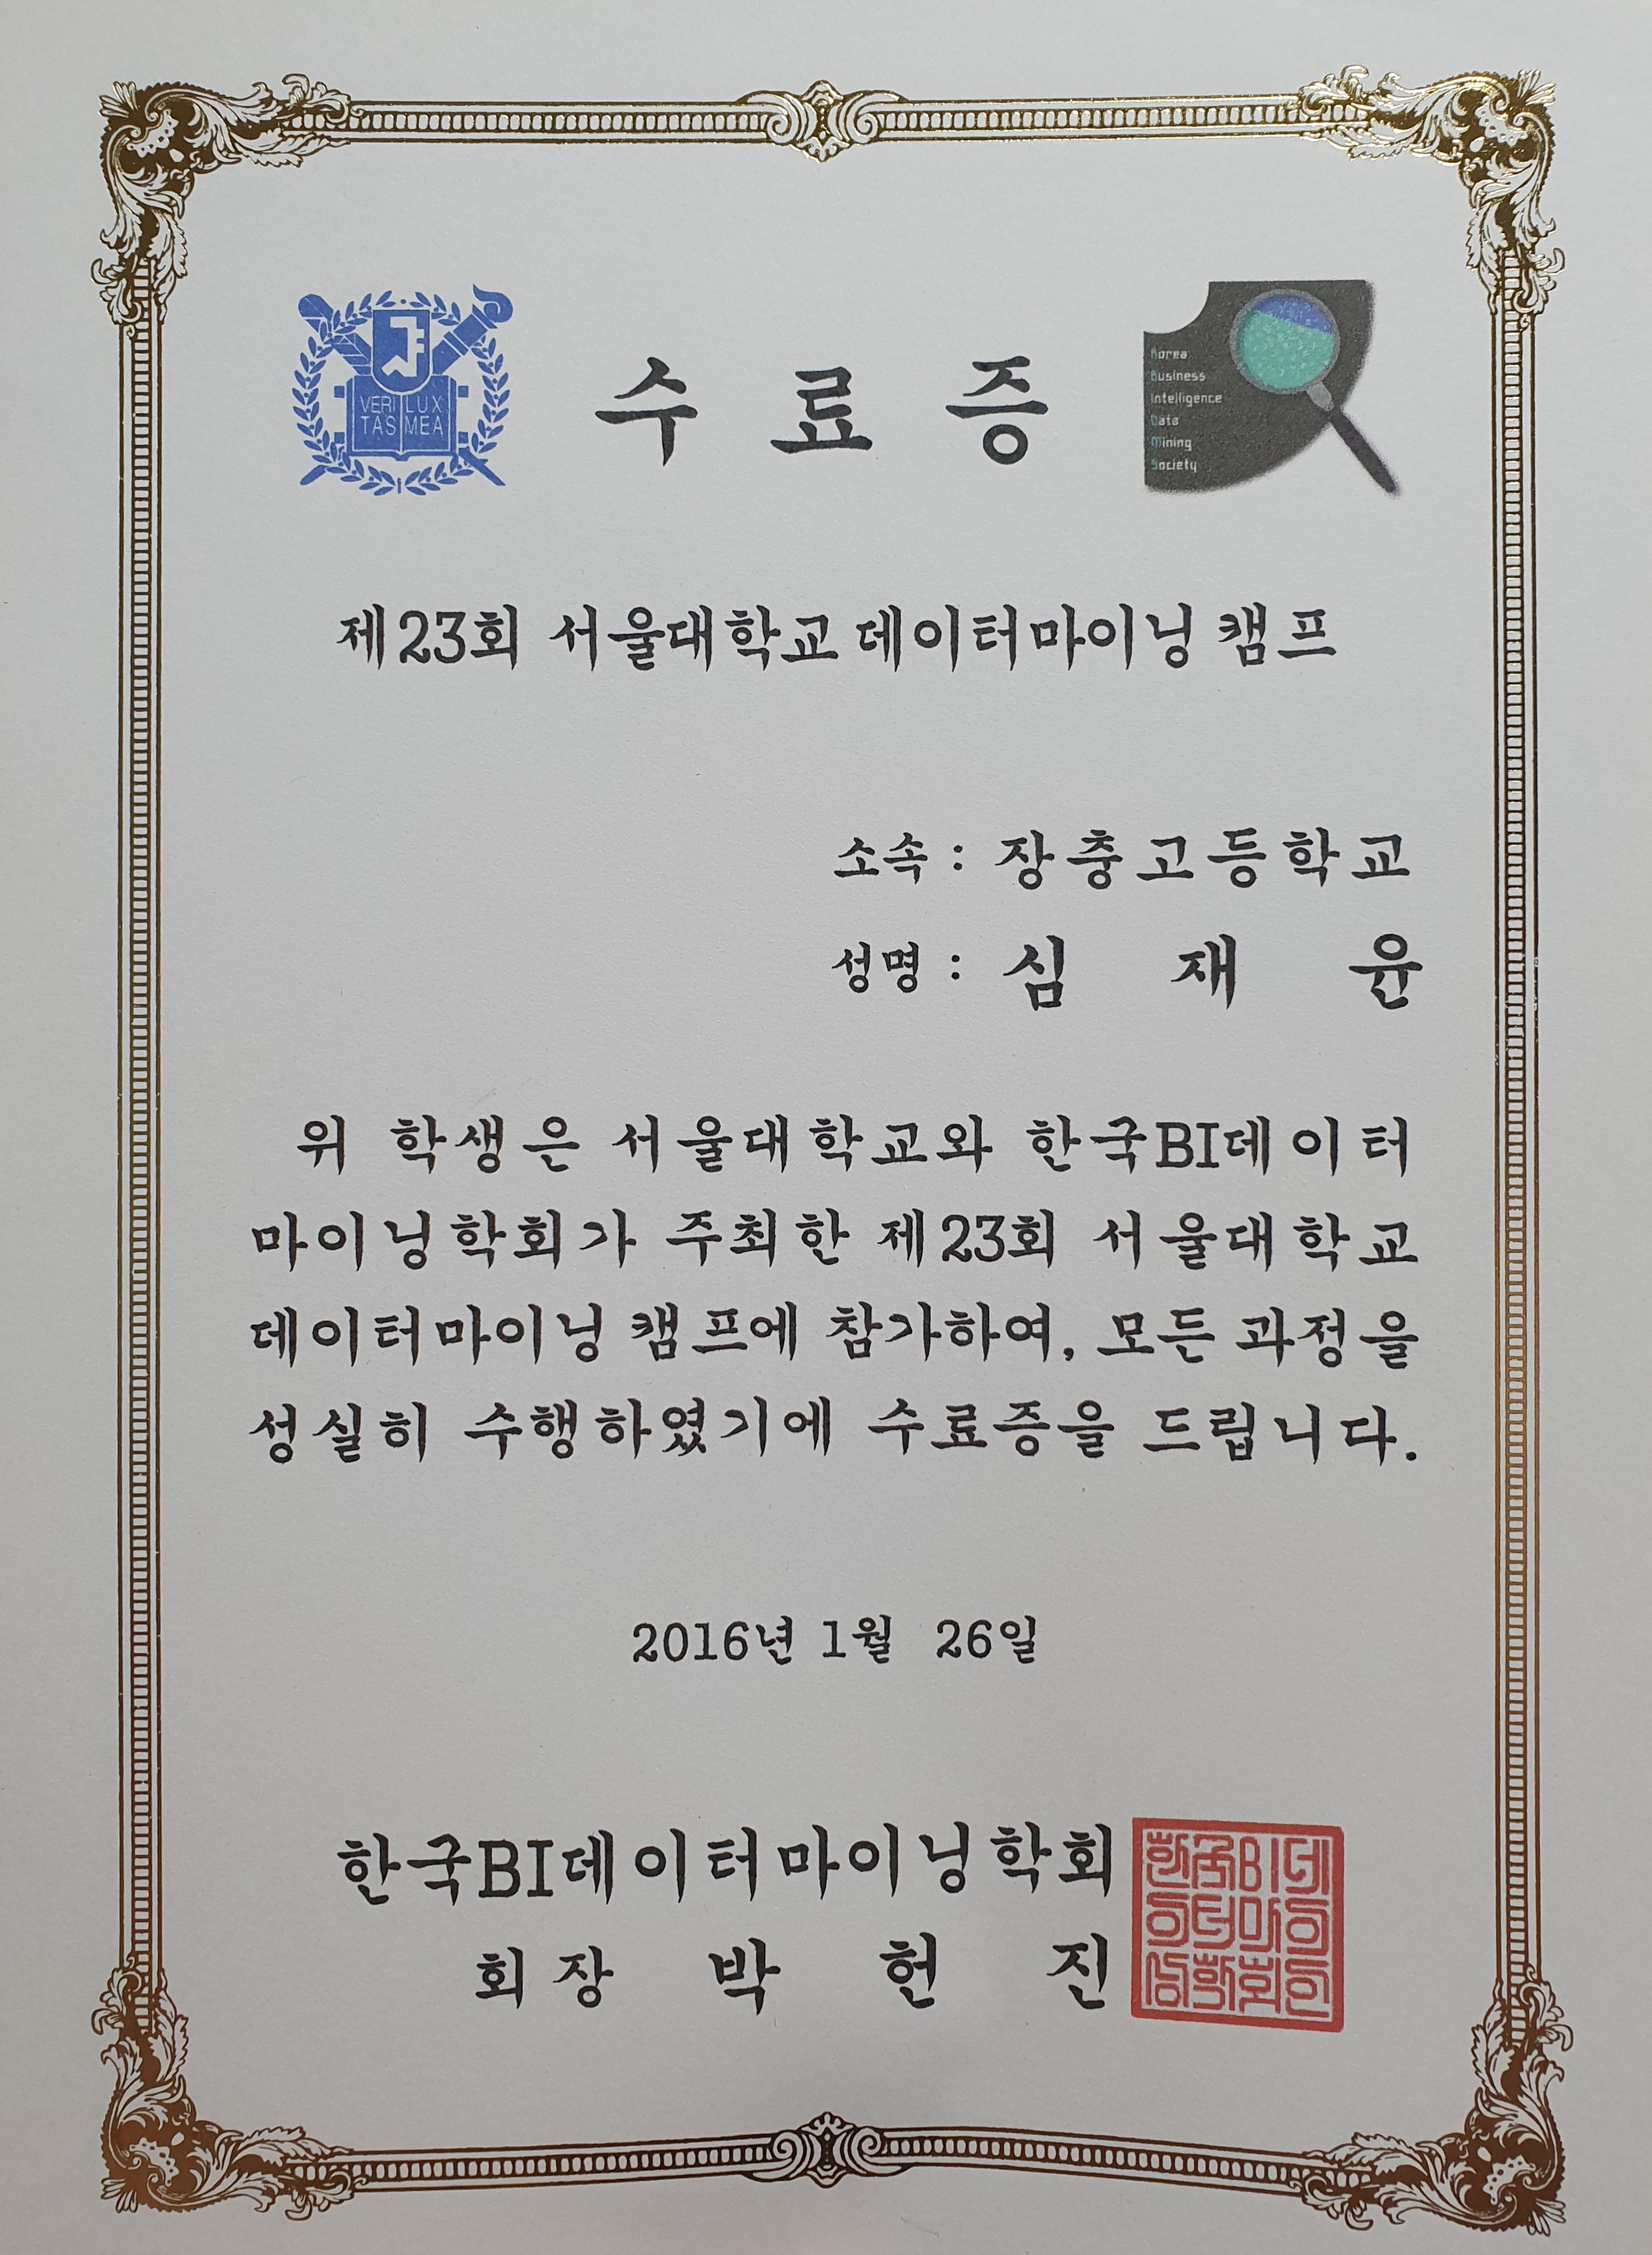 수 료 증
VERI LUX
TAS MEA
Korea
Business
Intelligence
Data
Mining
Society
제23회 서울대학교 데이터마이닝 캠프
소속 : 장충고등학교
성명 : 심 재 윤
위 학생은 서울대학교와 한국BI데이터
마이닝학회가 주최한 제23회 서울대학교
데이터마이닝 캠프에 참가하여, 모든 과정을
성실히 수행하였기에 수료증을 드립니다.
2016년 1월 26일
한국BI데이터마이닝학회
회장 박 헌 진
한국BI데
이터마이
닝학회인